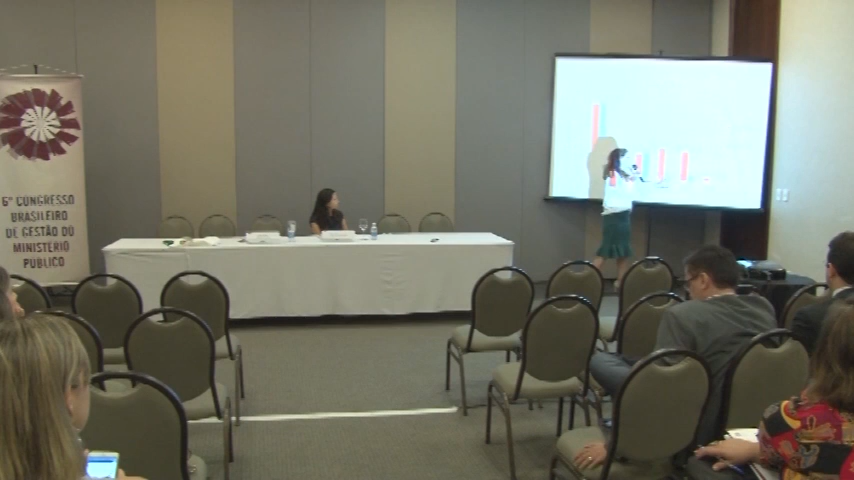 6º CONGRESSO
BRASILEIRO
DE GESTÃO DO
MINISTÉRIO
PÚBLICO